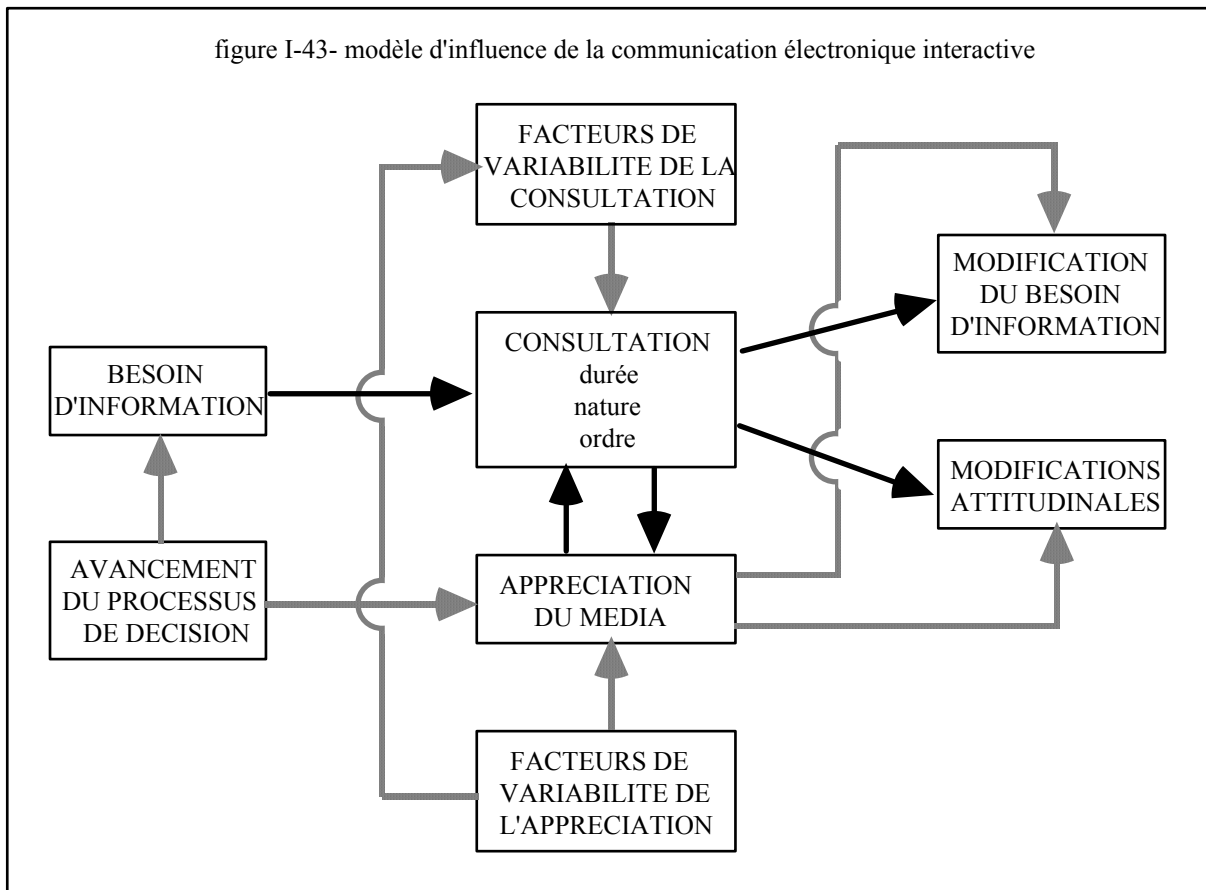 figure I-43- modèle d'influence de la communication électronique interactive
FACTEURS DE
VARIABILITE DE LA
CONSULTATION
MODIFICATION
DU BESOIN
D'INFORMATION
CONSULTATION
durée
nature
ordre
BESOIN
D'INFORMATION
MODIFICATIONS
ATTITUDINALES
AVANCEMENT
DU PROCESSUS
DE DECISION
APPRECIATION
DU MEDIA
FACTEURS DE
VARIABILITE DE
L'APPRECIATION